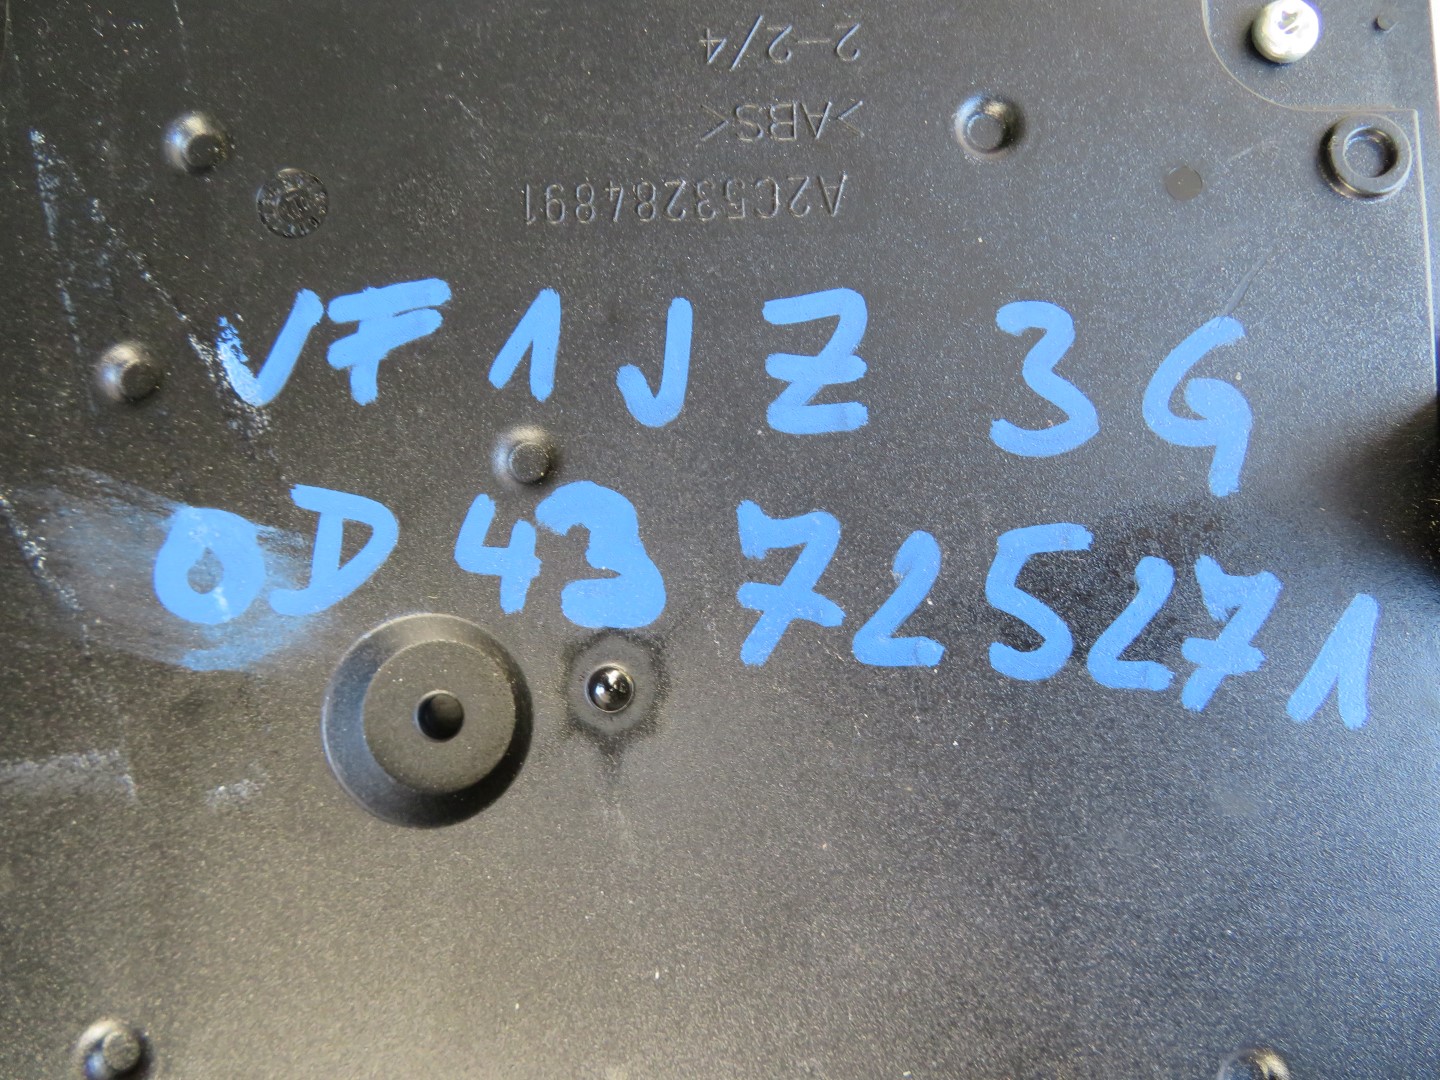 2-2/4
>ABS<
A2C53284891
VF1JZ3G
0D43725271